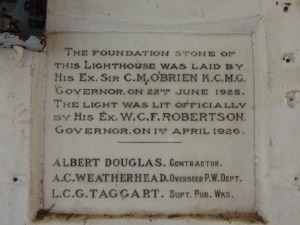 THE FOUNDATION STONE OF
THIS LIGHTHOUSE WAS LAID BY
HIS EX. SIR C.M. O'BRIEN K.C.M.G.
GOVERNOR. ON 22ND JUNE 1925.
THE LIGHT WAS LIT OFFICIALLY
BY HIS EX. W.C.F. ROBERTSON.
GOVERNOR. ON 1ST APRIL 1926.
ALBERT DOUGLAS. CONTRACTOR.
A.C. WEATHERHEAD. OVERSEER P.W. DEPT.
L.C.G. TAGGART. SUPT. PUB. WKS.